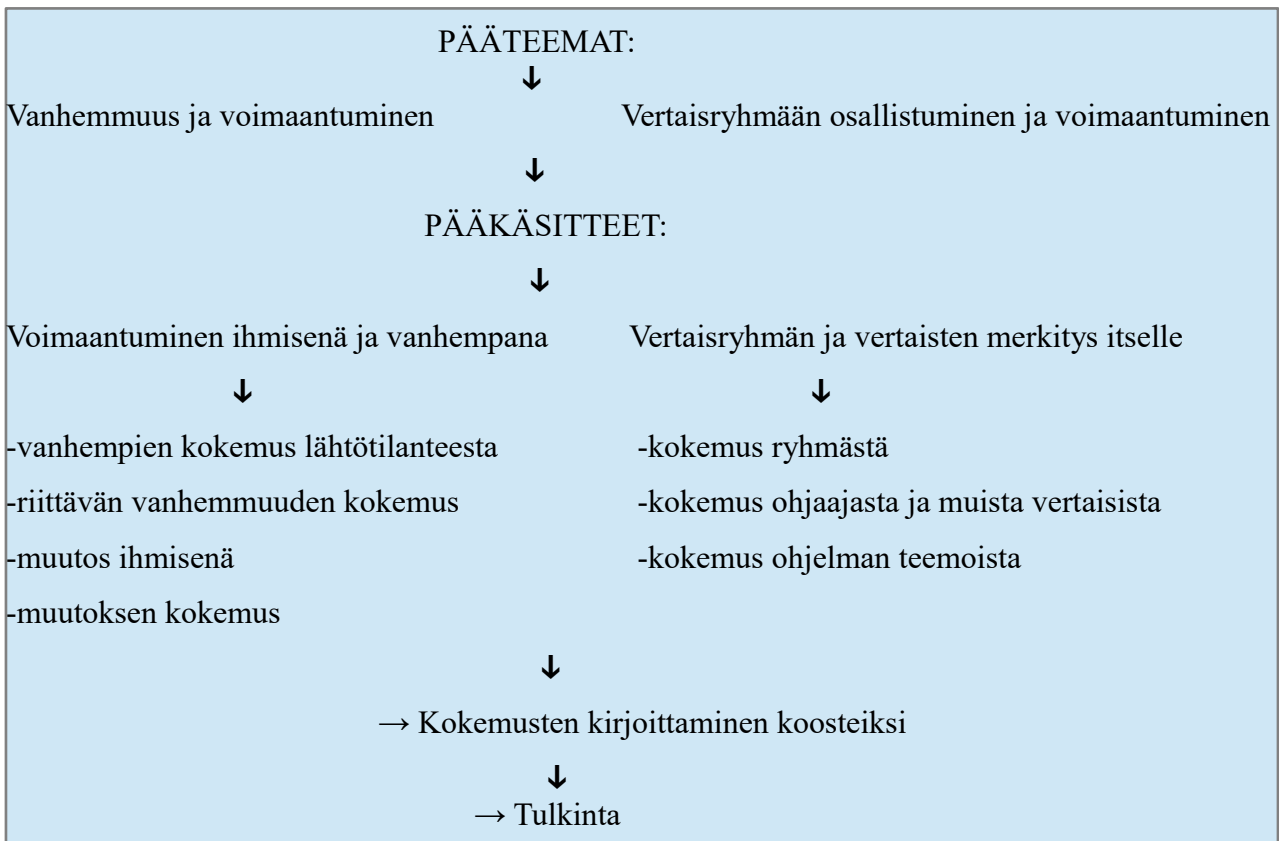 PÄÄTEEMAT:
↓
Vanhemmuus ja voimaantuminen Vertaisryhmään osallistuminen ja voimaantuminen
↓
PÄÄKÄSITTEET:
↓
Voimaantuminen ihmisenä ja vanhempana Vertaisryhmän ja vertaisten merkitys itselle
↓ ↓
-vanhempien kokemus lähtötilanteesta -kokemus ryhmästä
-riittävän vanhemmuuden kokemus -kokemus ohjaajasta ja muista vertaisista
-muutos ihmisenä -kokemus ohjelman teemoista
-muutoksen kokemus
↓
→ Kokemusten kirjoittaminen koosteiksi
↓
→ Tulkinta